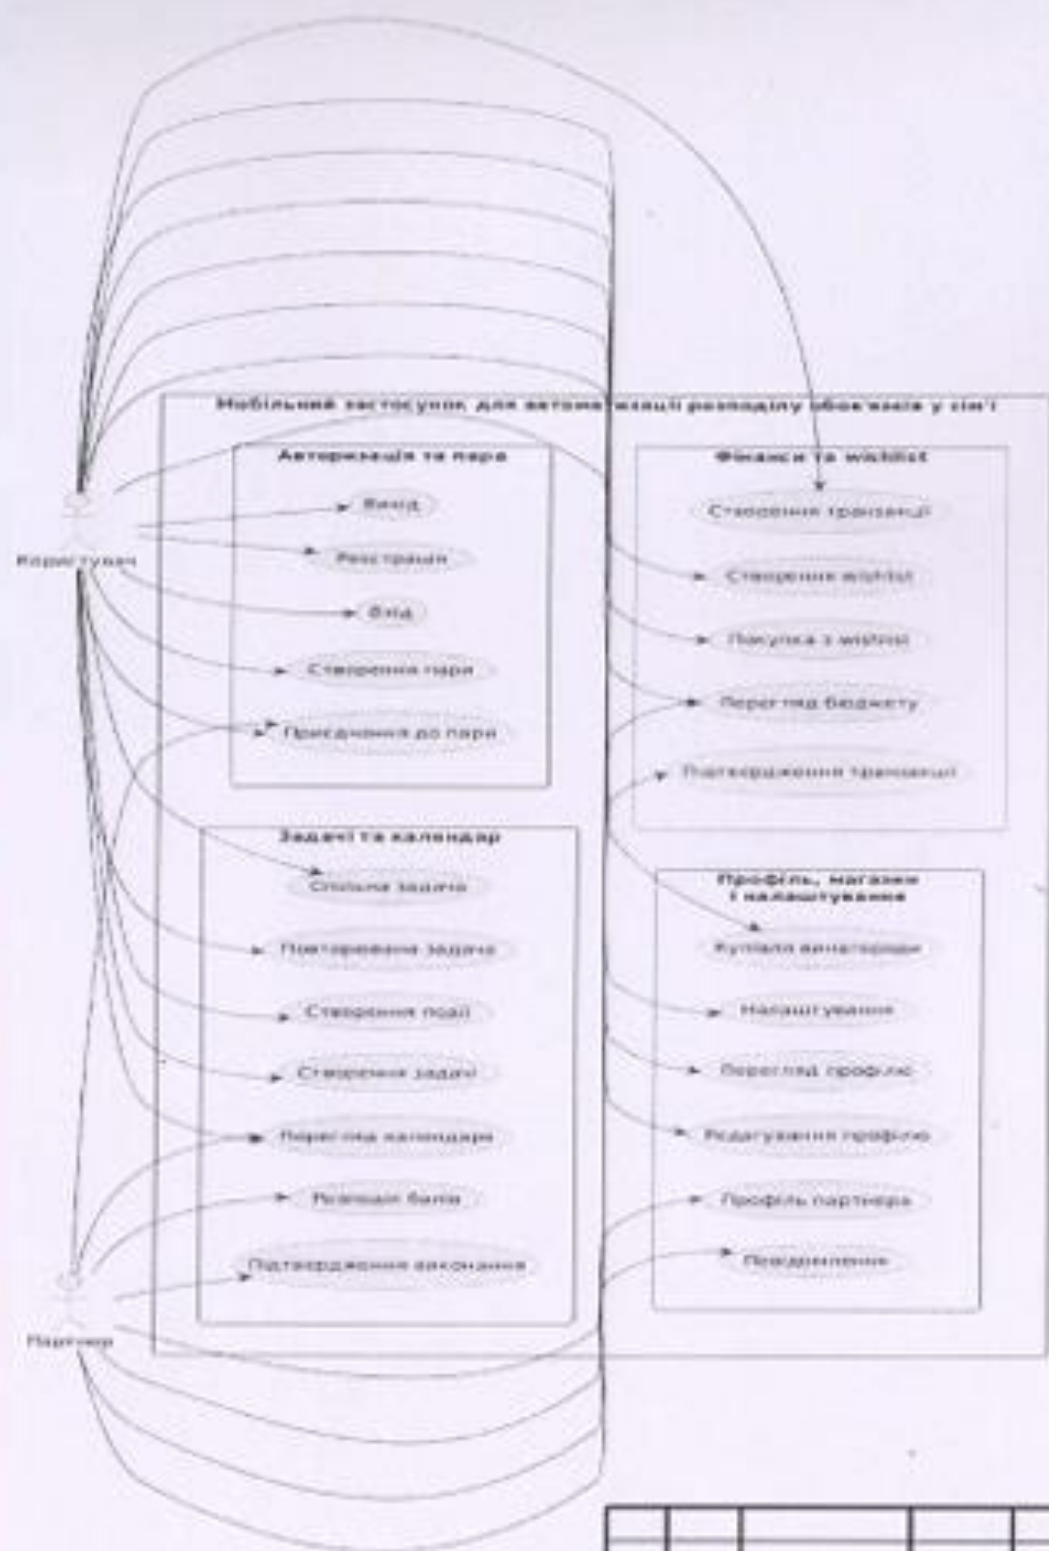 Мобільний застосунок для автоматизації розподілу обов'язків у сім'ї
Авторизація та пара
Вихід
Реєстрація
Вхід
Створення пари
Приєднання до пари
Користувач
Фінанси та wishlist
Створення транзакції
Створення wishlist
Покупка з wishlist
Перегляд бюджету
Підтвердження транзакції
Задачі та календар
Спільна задача
Повторювана задача
Створення події
Створення задачі
Перегляд календаря
Розподіл балів
Підтвердження виконання
Партнер
Профіль, магазин
і налаштування
Купівля винагороди
Налаштування
Перегляд профілю
Редагування профілю
Профіль партнера
Повідомлення